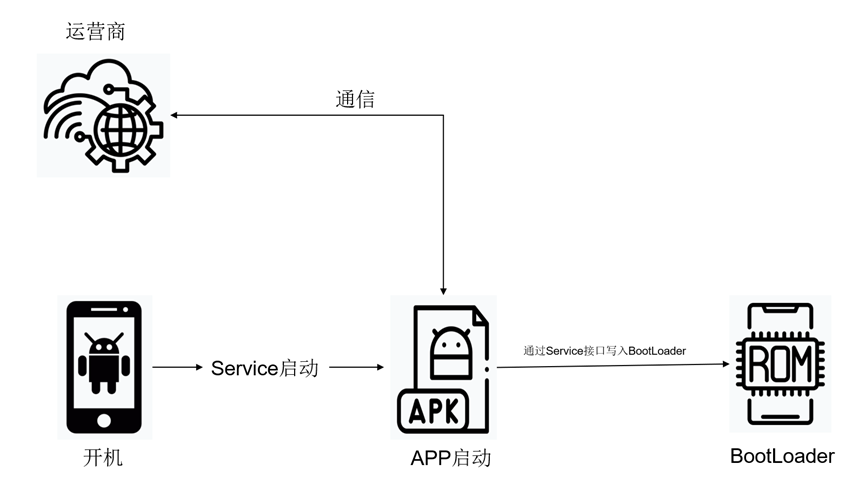 运营商
通信
Service启动
APK
通过Service接口写入BootLoader
ROM
开机
APP启动
BootLoader